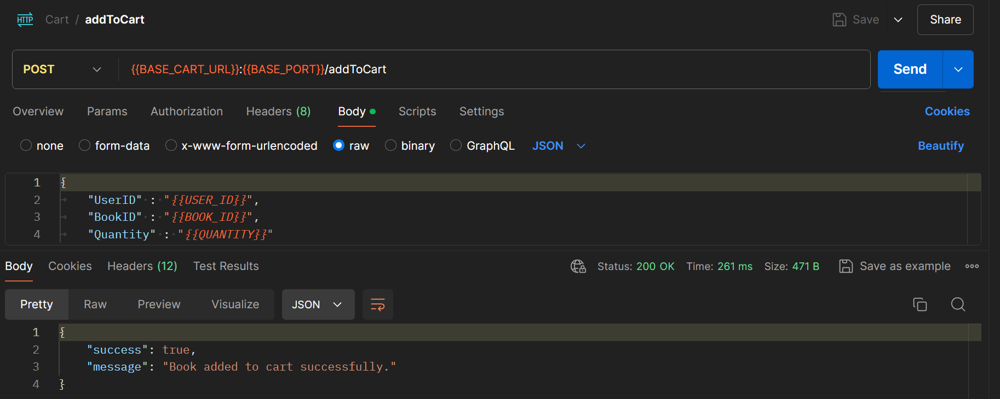 HTTP Cart / addToCart Save Share
POST {{BASE_CART_URL}}:{{BASE_PORT}}/addToCart Send
Overview Params Authorization Headers (8) Body Scripts Settings Cookies
none form-data x-www-form-urlencoded raw binary GraphQL JSON Beautify
1 {
2 "UserID" : "{{USER_ID}}",
3 "BookID" : "{{BOOK_ID}}",
4 "Quantity" : "{{QUANTITY}}"
Body Cookies Headers (12) Test Results Status: 200 OK Time: 261 ms Size: 471 B Save as example
Pretty Raw Preview Visualize JSON
1 {
2 "success": true,
3 "message": "Book added to cart successfully."
4 }